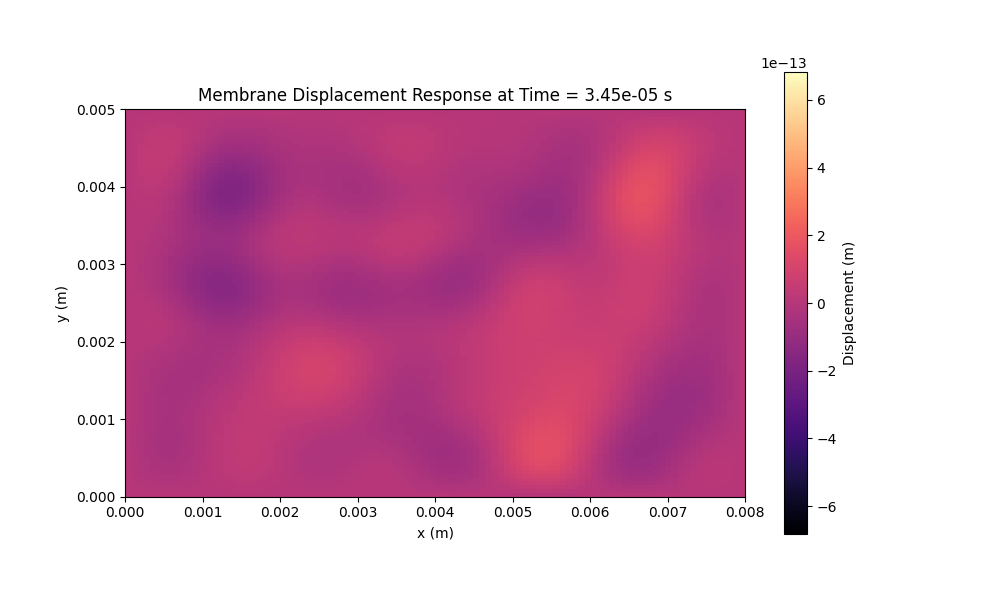 1e−13
Membrane Displacement Response at Time = 3.45e-05 s
0.005
0.004
0.003
0.002
0.001
0.000
y (m)
0.000 0.001 0.002 0.003 0.004 0.005 0.006 0.007 0.008
x (m)
6
4
2
0
−2
−4
−6
Displacement (m)